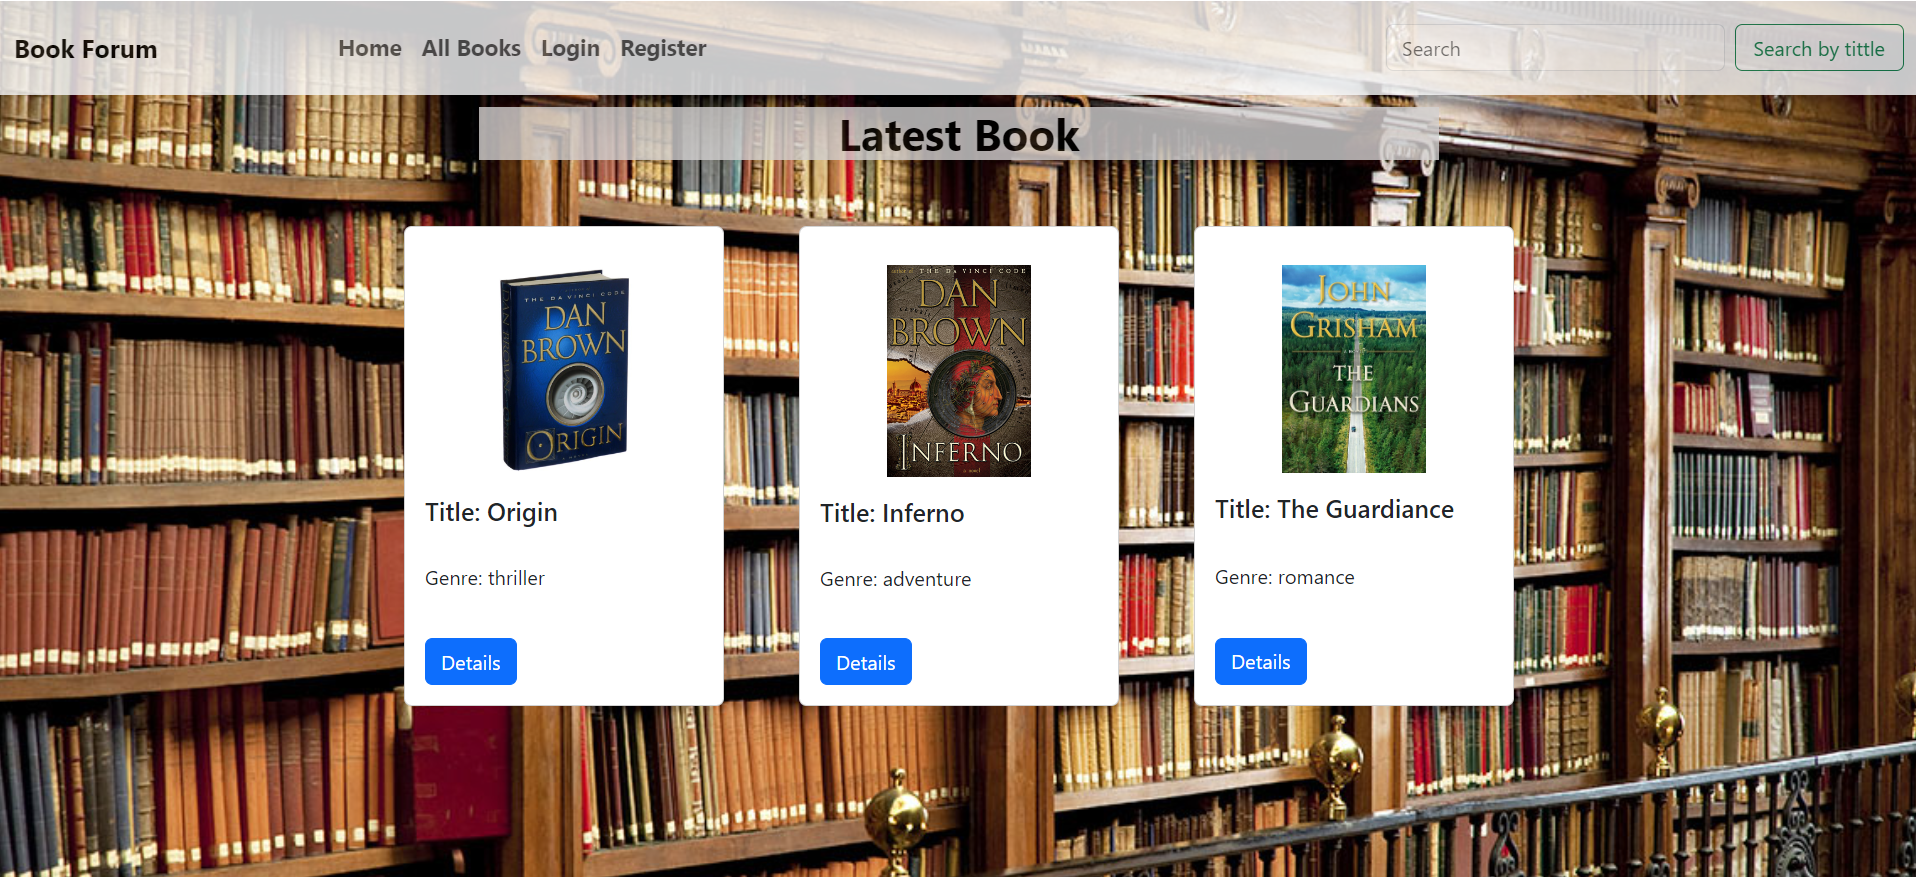 Book Forum
Home All Books Login Register
Search
Search by tittle
Latest Book
THE DA VINCI CODE
DAN
BROWN
ORIGIN
Title: Origin
Genre: thriller
Details
THE DA VINCI CODE
DAN
BROWN
INFERNO
a novel
Title: Inferno
Genre: adventure
Details
JOHN
GRISHAM
THE
GUARDIANS
Title: The Guardiance
Genre: romance
Details